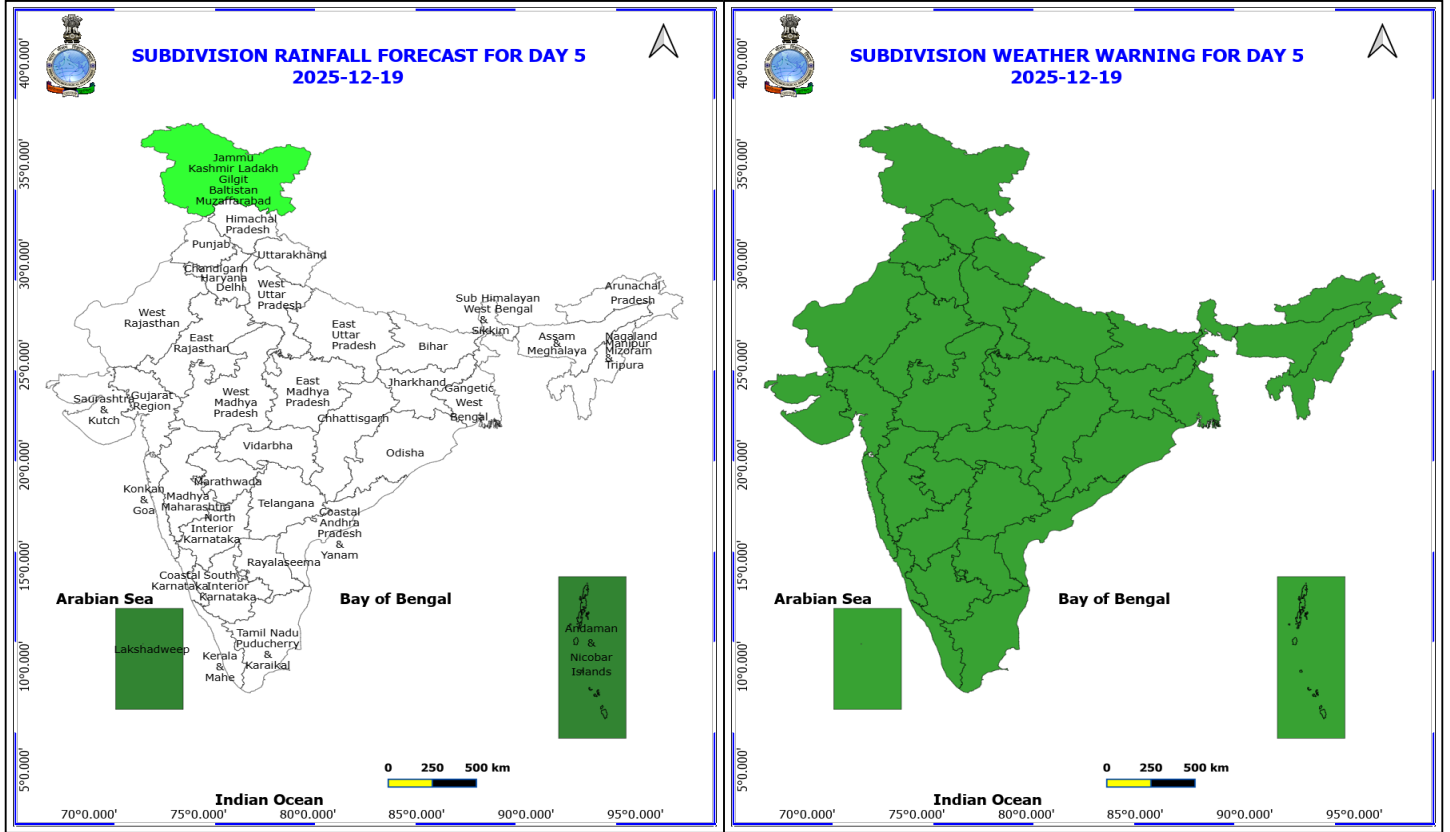 SUBDIVISION RAINFALL FORECAST FOR DAY 5
2025-12-19
40°0.000'
35°0.000'
30°0.000'
25°0.000'
20°0.000'
15°0.000'
10°0.000'
5°0.000'
Jammu
Kashmir Ladakh
Gilgit
Baltistan
Muzaffarabad
Himachal
Pradesh
Punjab
Uttarakhand
Chandigarh
Haryana
Delhi
West
Uttar
Pradesh
Arunachal
Pradesh
Sub Himalayan
West Bengal
&
Sikkim
West
Rajasthan
East
Rajasthan
East
Uttar
Pradesh
Bihar
Assam
&
Meghalaya
Nagaland
Manipur
Mizoram
&
Tripura
Saurashtra
&
Kutch
Gujarat
Region
West
Madhya
Pradesh
East
Madhya
Pradesh
Jharkhand
Gangetic
West
Bengal
Chhattisgarh
Vidarbha
Odisha
Konkan
&
Goa
Marathwada
Madhya
Maharashtra
Telangana
North
Interior
Karnataka
Coastal
Andhra
Pradesh
&
Yanam
Rayalaseema
Coastal
Karnataka
South
Interior
Karnataka
Arabian Sea
Bay of Bengal
Lakshadweep
Andaman
&
Nicobar
Islands
Tamil Nadu
Puducherry
&
Karaikal
Kerala
&
Mahe
0 250 500 km
Indian Ocean
70°0.000' 75°0.000' 80°0.000' 85°0.000' 90°0.000' 95°0.000'
SUBDIVISION WEATHER WARNING FOR DAY 5
2025-12-19
40°0.000'
35°0.000'
30°0.000'
25°0.000'
20°0.000'
15°0.000'
10°0.000'
5°0.000'
Arabian Sea
Bay of Bengal
0 250 500 km
Indian Ocean
70°0.000' 75°0.000' 80°0.000' 85°0.000' 90°0.000' 95°0.000'